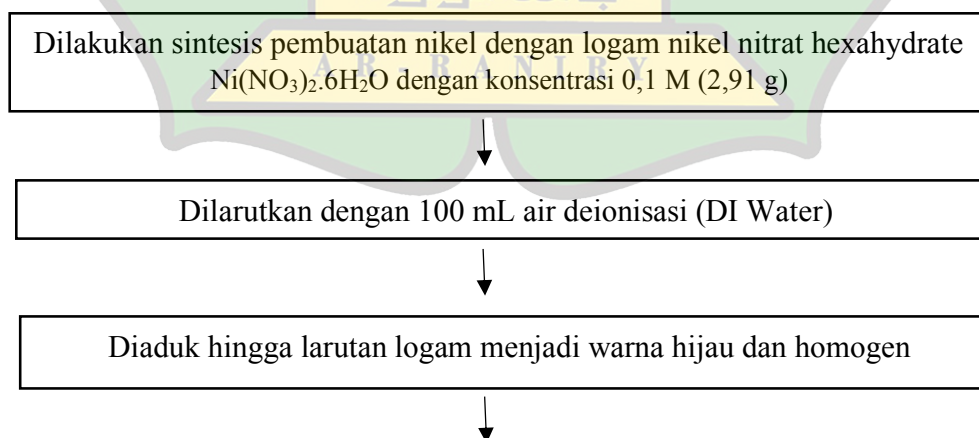 A R - R A N I R Y
Dilakukan sintesis pembuatan nikel dengan logam nikel nitrat hexahydrate
Ni(NO₃)₂.6H₂O dengan konsentrasi 0,1 M (2,91 g)
Dilarutkan dengan 100 mL air deionisasi (DI Water)
Diaduk hingga larutan logam menjadi warna hijau dan homogen